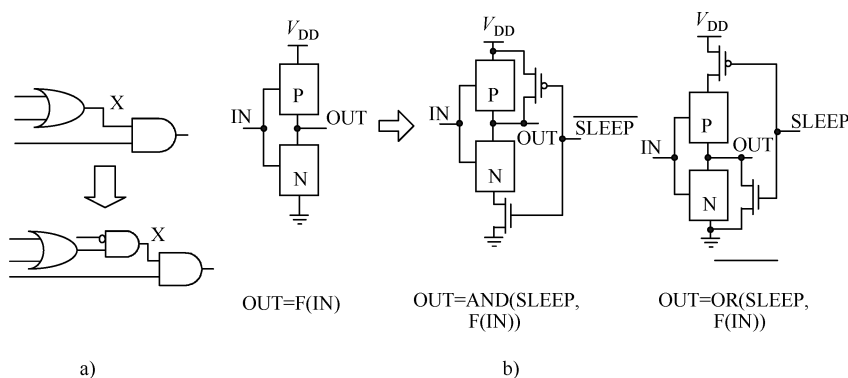 X
X
a)
V_DD
P
IN
OUT
N
OUT=F(IN)
V_DD
P
IN
OUT
SLEEP
N
OUT=AND(SLEEP,
F(IN))
b)
V_DD
SLEEP
P
IN
OUT
N
OUT=OR(SLEEP,
F(IN))